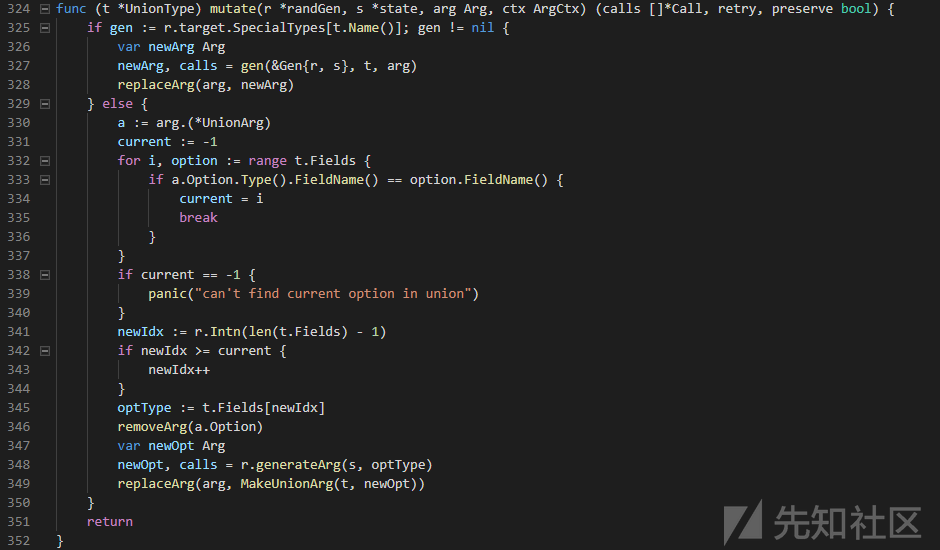 324 func (t *UnionType) mutate(r *randGen, s *state, arg Arg, ctx ArgCtx) (calls []*Call, retry, preserve bool) {
325     if gen := r.target.SpecialTypes[t.Name()]; gen != nil {
326         var newArg Arg
327         newArg, calls = gen(&Gen{r, s}, t, arg)
328         replaceArg(arg, newArg)
329     } else {
330         a := arg.(*UnionArg)
331         current := -1
332         for i, option := range t.Fields {
333             if a.Option.Type().FieldName() == option.FieldName() {
334                 current = i
335                 break
336             }
337         }
338         if current == -1 {
339             panic("can't find current option in union")
340         }
341         newIdx := r.Intn(len(t.Fields) - 1)
342         if newIdx >= current {
343             newIdx++
344         }
345         optType := t.Fields[newIdx]
346         removeArg(a.Option)
347         var newOpt Arg
348         newOpt, calls = r.generateArg(s, optType)
349         replaceArg(arg, MakeUnionArg(t, newOpt))
350     }
351     return
352 }
先知社区